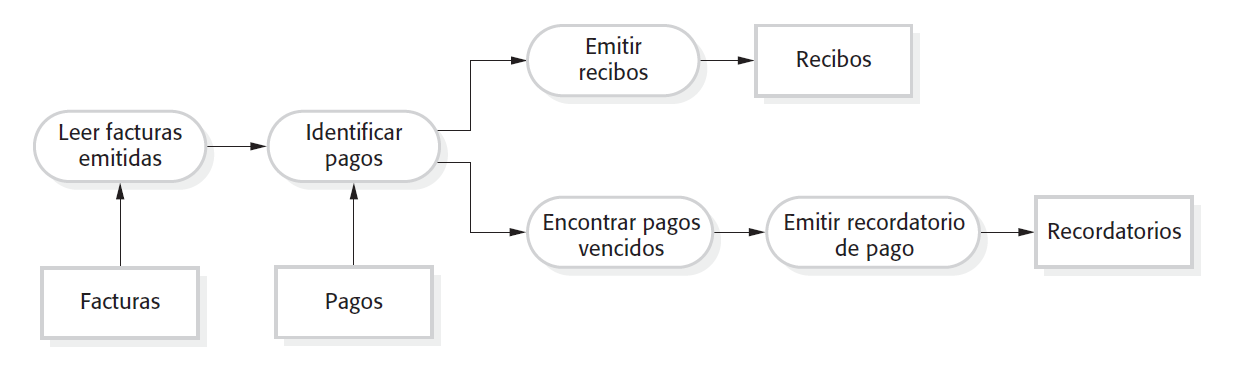 Emitir
recibos
Recibos
Leer facturas
emitidas
Identificar
pagos
Encontrar pagos
vencidos
Emitir recordatorio
de pago
Recordatorios
Facturas
Pagos